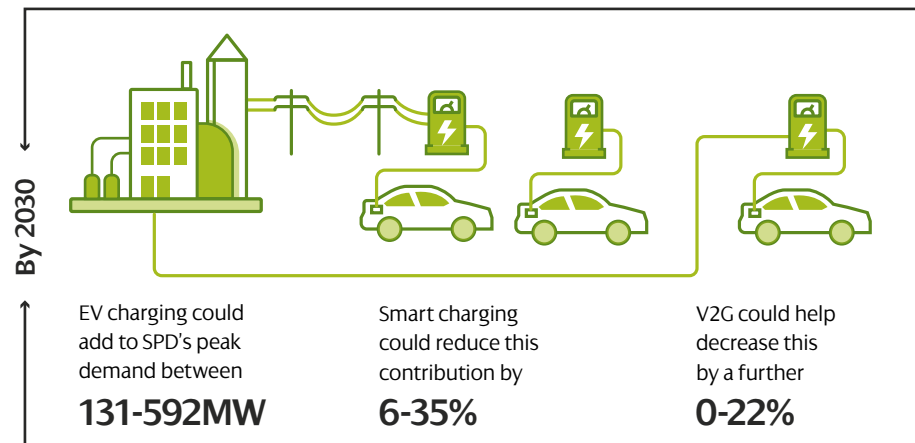 By 2030
EV charging could
add to SPD's peak
demand between
131-592MW
Smart charging
could reduce this
contribution by
6-35%
V2G could help
decrease this
by a further
0-22%